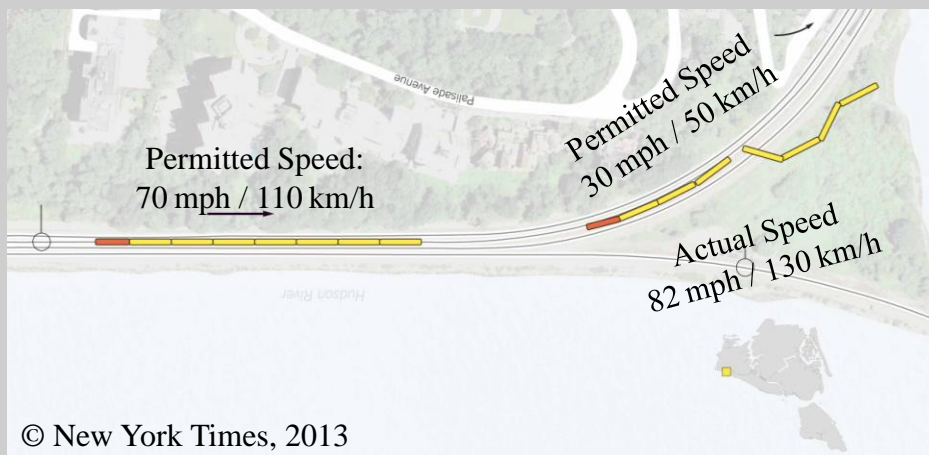 Palisade Avenue
Permitted Speed
30 mph / 50 km/h
Permitted Speed:
70 mph / 110 km/h
Actual Speed
82 mph / 130 km/h
Hudson River
© New York Times, 2013